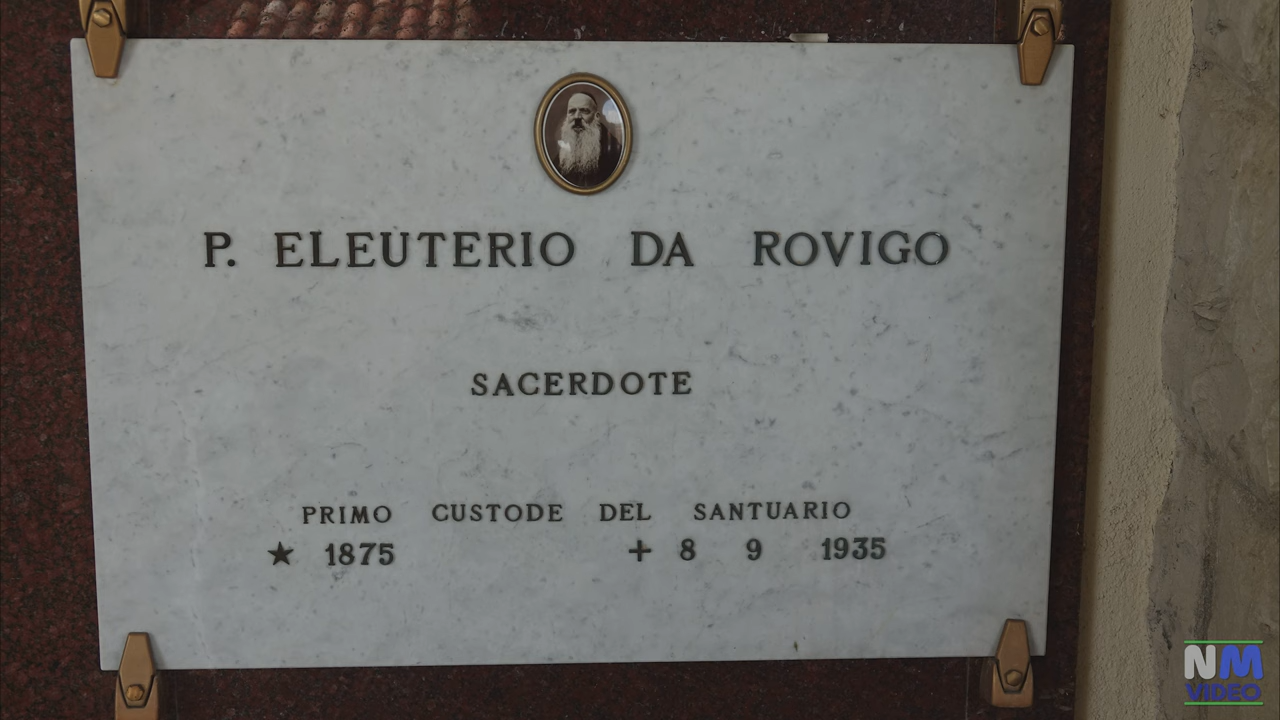 P. ELEUTERIO DA ROVIGO
SACERDOTE
PRIMO CUSTODE DEL SANTUARIO
★ 1875 + 8 9 1935
NM
VIDEO